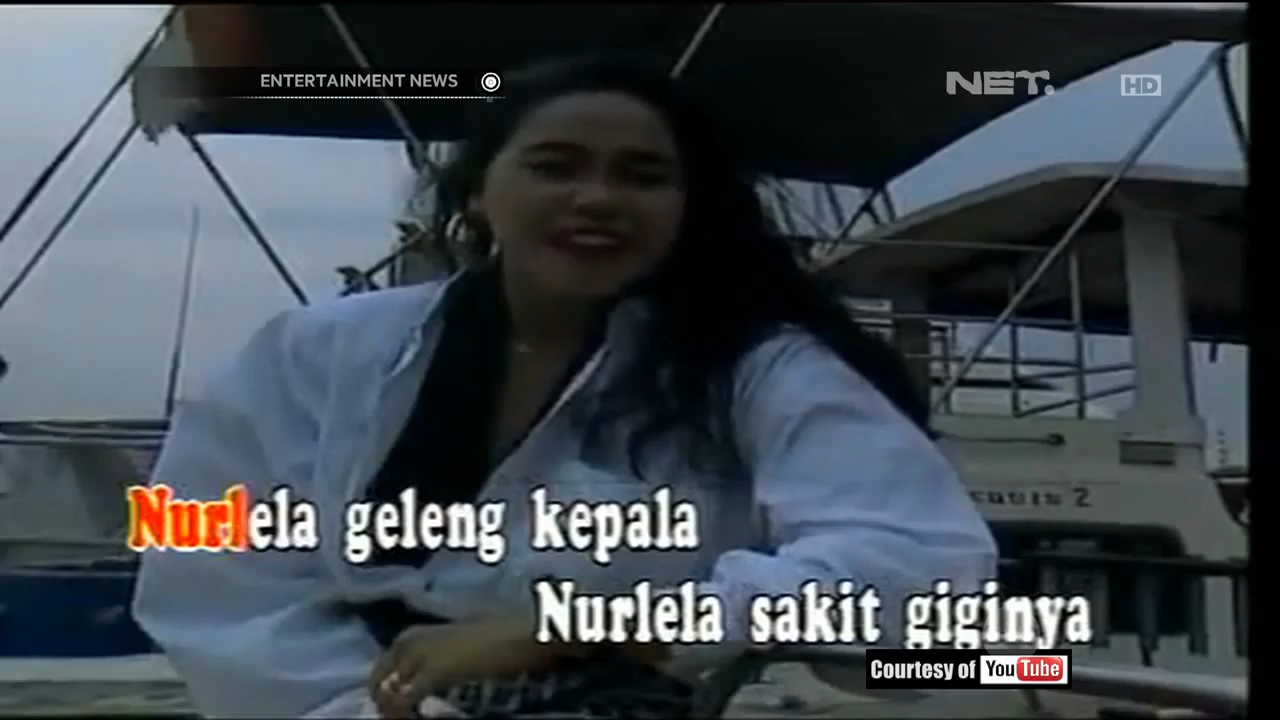 ENTERTAINMENT NEWS
NET.
HD
Nurlela geleng kepala
Nurlela sakit giginya
Courtesy of YouTube